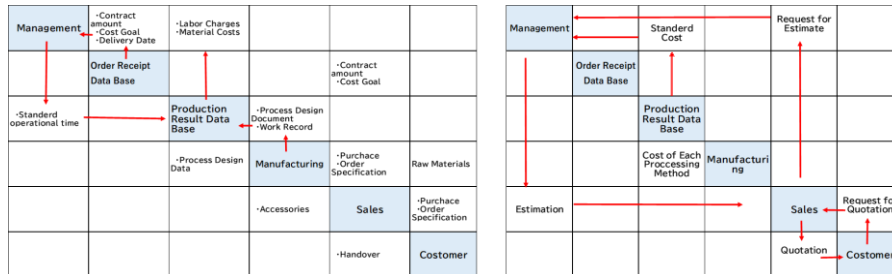 Management
・Contract
amount
・Cost Goal
・Delivery Date
・Labor Charges
・Material Costs
Order Receipt
Data Base
・Contract
amount
・Cost Goal
・Standerd
operational time
Production
Result Data
Base
・Process Design
Document
・Work Record
・Process Design
Data
Manufacturing
・Purchace
・Order
Specification
Raw Materials
・Accessories
Sales
・Purchace
・Order
Specification
・Handover
Costomer
Management
Standerd
Cost
Request for
Estimate
Order Receipt
Data Base
Production
Result Data
Base
Cost of Each
Proccessing
Method
Manufacturi
ng
Estimation
Sales
Request for
Quotation
Quotation
Costomer